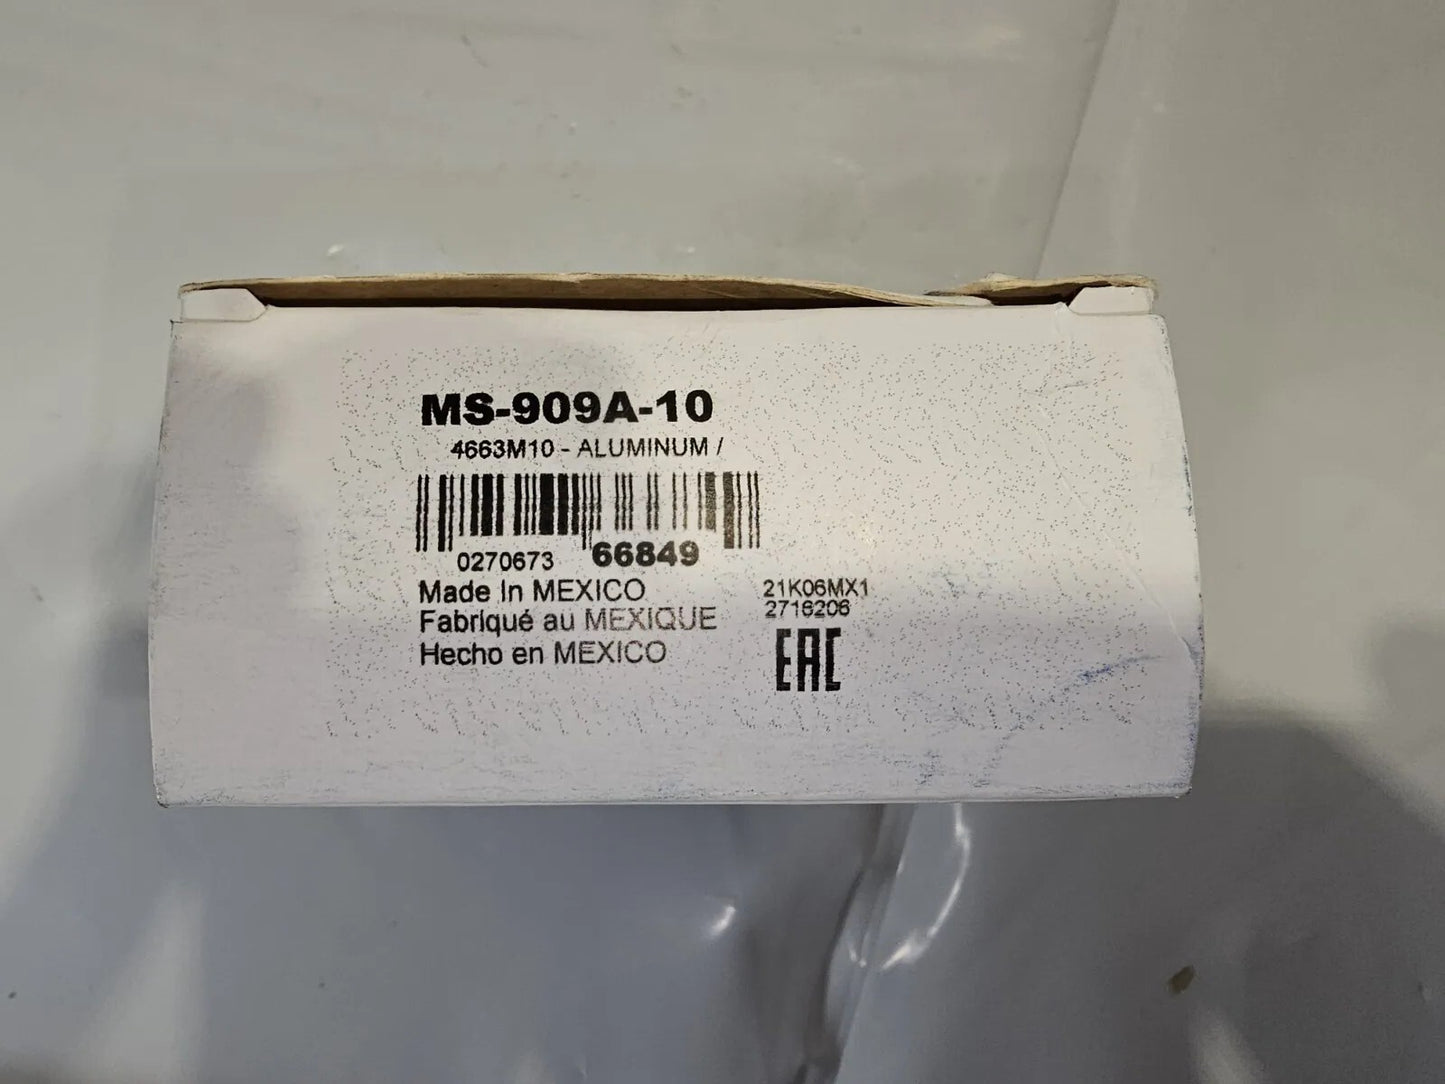 MS-909A-10
4663M10 - ALUMINUM /
0270673 66849
Made In MEXICO
Fabriqué au MEXIQUE
Hecho en MEXICO
21K06MX1
2716206
EAC